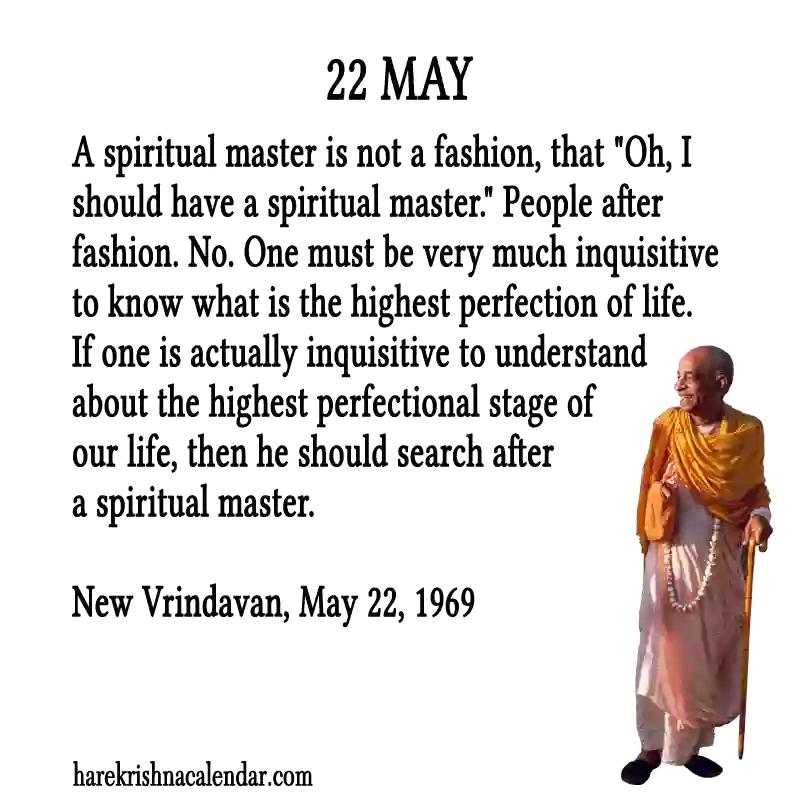 22 MAY
A spiritual master is not a fashion, that "Oh, I
should have a spiritual master." People after
fashion. No. One must be very much inquisitive
to know what is the highest perfection of life.
If one is actually inquisitive to understand
about the highest perfectional stage of
our life, then he should search after
a spiritual master.
New Vrindavan, May 22, 1969
harekrishnacalendar.com